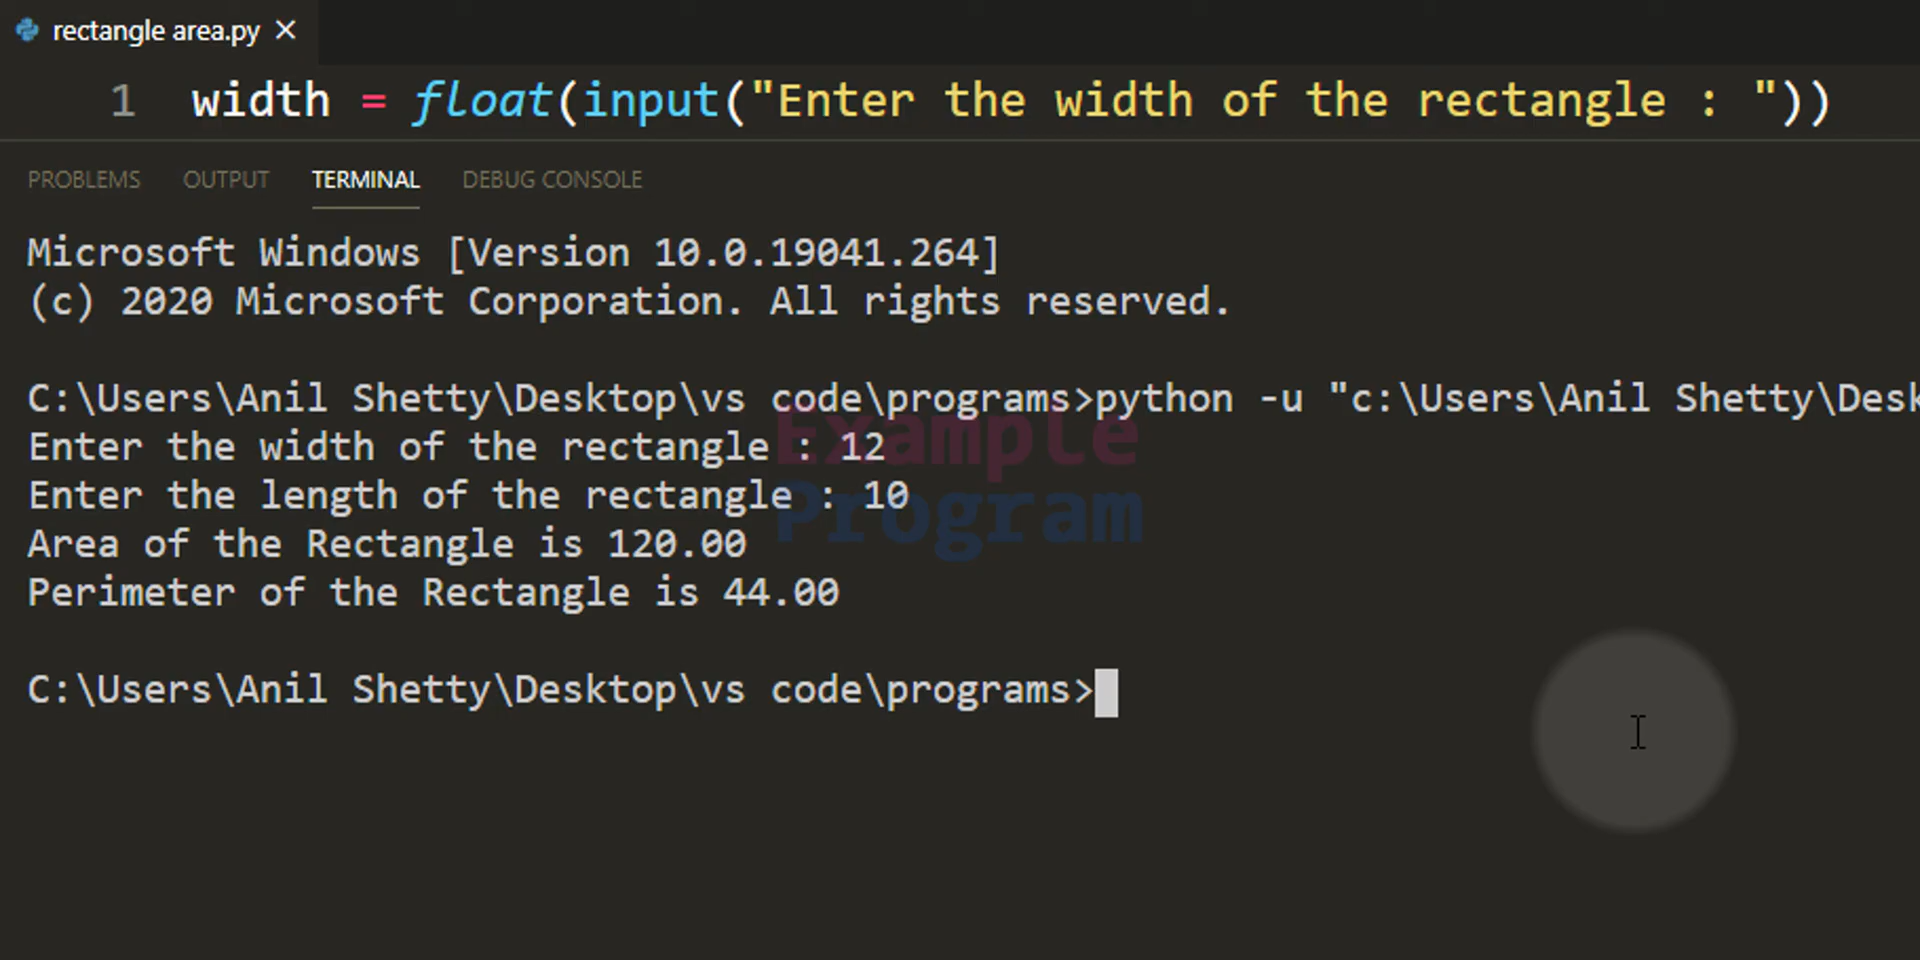 rectangle area.py ×
1 width = float(input("Enter the width of the rectangle : "))
PROBLEMS OUTPUT TERMINAL DEBUG CONSOLE
Microsoft Windows [Version 10.0.19041.264]
(c) 2020 Microsoft Corporation. All rights reserved.
C:\Users\Anil Shetty\Desktop\vs code\programs>python -u "c:\Users\Anil Shetty\Desk
Enter the width of the rectangle : 12
Enter the length of the rectangle : 10
Area of the Rectangle is 120.00
Perimeter of the Rectangle is 44.00
C:\Users\Anil Shetty\Desktop\vs code\programs>
Example
Program